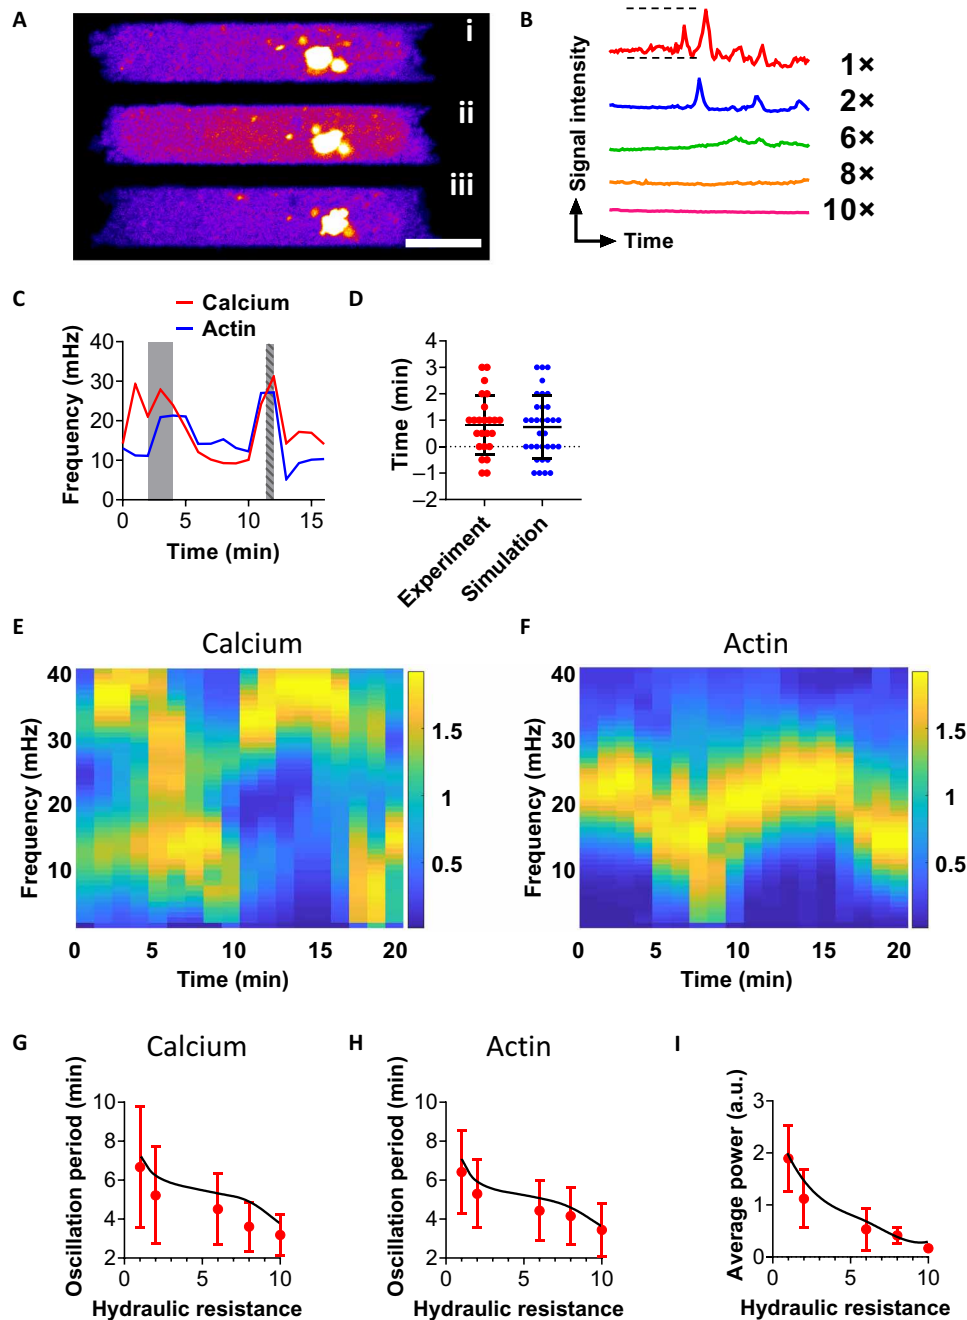 A
i
ii
iii
B
Signal intensity
Time
1×
2×
6×
8×
10×
C
Calcium
Actin
Frequency (mHz)
40
30
20
10
0
0 5 10 15
Time (min)
D
Time (min)
4
3
2
1
0
–1
–2
Experiment
Simulation
E
Calcium
Frequency (mHz)
40
30
20
10
0 5 10 15 20
Time (min)
1.5
1
0.5
F
Actin
Frequency (mHz)
40
30
20
10
0 5 10 15 20
Time (min)
1.5
1
0.5
G
Calcium
Oscillation period (min)
10
8
6
4
2
0 5 10
Hydraulic resistance
H
Actin
Oscillation period (min)
10
8
6
4
2
0 5 10
Hydraulic resistance
I
Average power (a.u.)
3
2
1
0
0 5 10
Hydraulic resistance